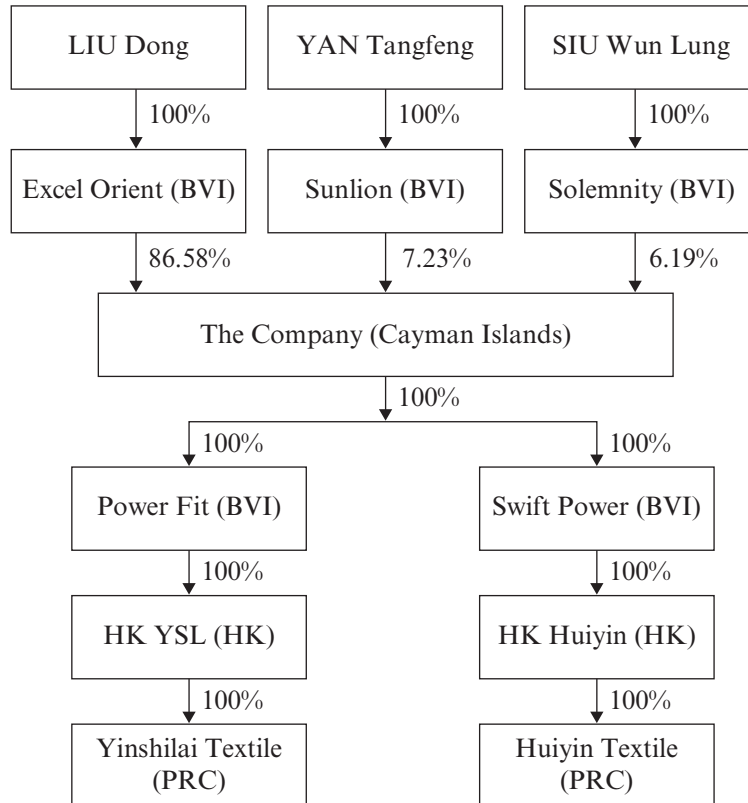 LIU Dong
YAN Tangfeng
SIU Wun Lung
100%
100%
100%
Excel Orient (BVI)
Sunlion (BVI)
Solemnity (BVI)
86.58%
7.23%
6.19%
The Company (Cayman Islands)
100%
100%
100%
Power Fit (BVI)
Swift Power (BVI)
100%
100%
HK YSL (HK)
HK Huiyin (HK)
100%
100%
Yinshilai Textile
(PRC)
Huiyin Textile
(PRC)